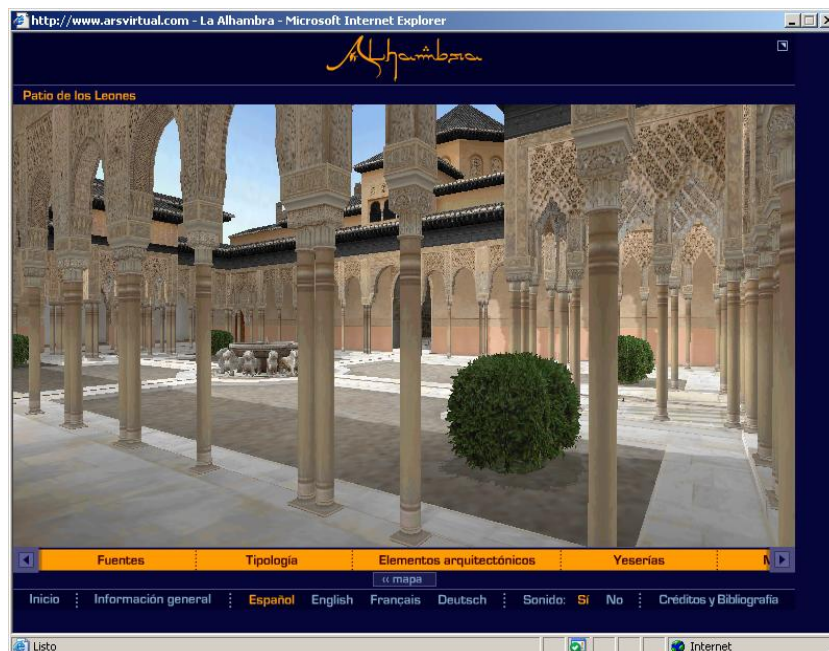 http://www.arsvirtual.com - La Alhambra - Microsoft Internet Explorer
Alhambra
Patio de los Leones
Fuentes Tipología Elementos arquitectónicos Yeserías
‹‹ mapa
Inicio Información general Español English Français Deutsch Sonido: Sí No Créditos y Bibliografía
Listo Internet